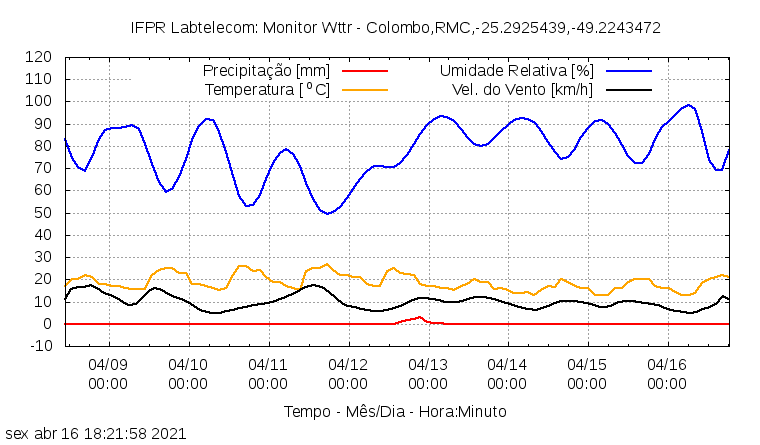 IFPR Labtelecom: Monitor Wttr - Colombo,RMC,-25.2925439,-49.2243472
Precipitação [mm]
Umidade Relativa [%]
Temperatura [⁰C]
Vel. do Vento [km/h]
120
110
100
90
80
70
60
50
40
30
20
10
0
-10
04/09 04/10 04/11 04/12 04/13 04/14 04/15 04/16
00:00 00:00 00:00 00:00 00:00 00:00 00:00 00:00
Tempo - Mês/Dia - Hora:Minuto
sex abr 16 18:21:58 2021